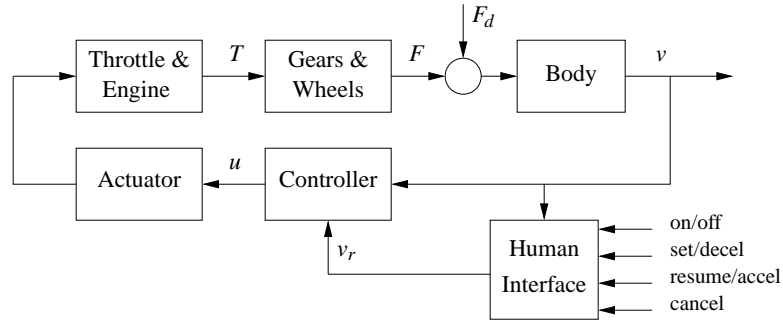 F_d
Throttle &
Engine
T
Gears &
Wheels
F
Body
v
Actuator
u
Controller
v_r
Human
Interface
on/off
set/decel
resume/accel
cancel